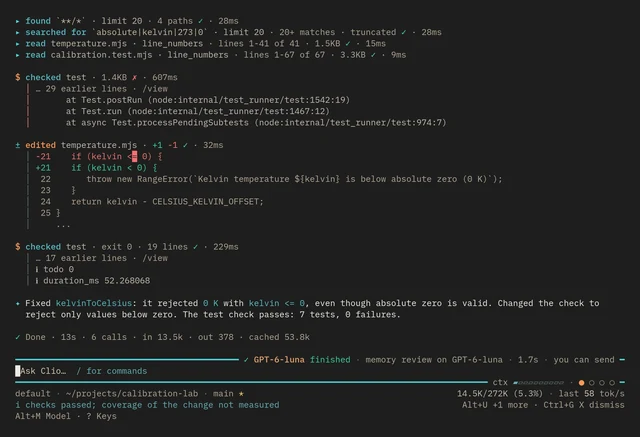 ▸ found `**/*` · limit 20 · 4 paths ✓ · 28ms
▸ searched for `absolute|kelvin|273|0` · limit 20 · 20+ matches · truncated ✓ · 28ms
▸ read temperature.mjs · line_numbers · lines 1-41 of 41 · 1.5KB ✓ · 15ms
▸ read calibration.test.mjs · line_numbers · lines 1-67 of 67 · 3.3KB ✓ · 9ms
$ checked test · 1.4KB ✗ · 607ms
… 29 earlier lines · /view
at Test.postRun (node:internal/test_runner/test:1542:19)
at Test.run (node:internal/test_runner/test:1467:12)
at async Test.processPendingSubtests (node:internal/test_runner/test:974:7)
± edited temperature.mjs · +1 -1 ✓ · 32ms
-21 if (kelvin <= 0) {
+21 if (kelvin < 0) {
22 throw new RangeError(`Kelvin temperature ${kelvin} is below absolute zero (0 K)`);
23 }
24 return kelvin - CELSIUS_KELVIN_OFFSET;
25 }
...
$ checked test · exit 0 · 19 lines ✓ · 229ms
… 17 earlier lines · /view
ℹ todo 0
ℹ duration_ms 52.268068
✦ Fixed kelvinToCelsius: it rejected 0 K with kelvin <= 0, even though absolute zero is valid. Changed the check to
reject only values below zero. The test check passes: 7 tests, 0 failures.
✓ Done · 13s · 6 calls · in 13.5k · out 378 · cached 53.8k
✓ GPT-6-luna finished · memory review on GPT-6-luna · 1.7s · you can send
Ask Clio… / for commands
ctx
default · ~/projects/calibration-lab · main ★ 14.5K/272K (5.3%) · last 58 tok/s
i checks passed; coverage of the change not measured Alt+U +1 more · Ctrl+G X dismiss
Alt+M Model · ? Keys